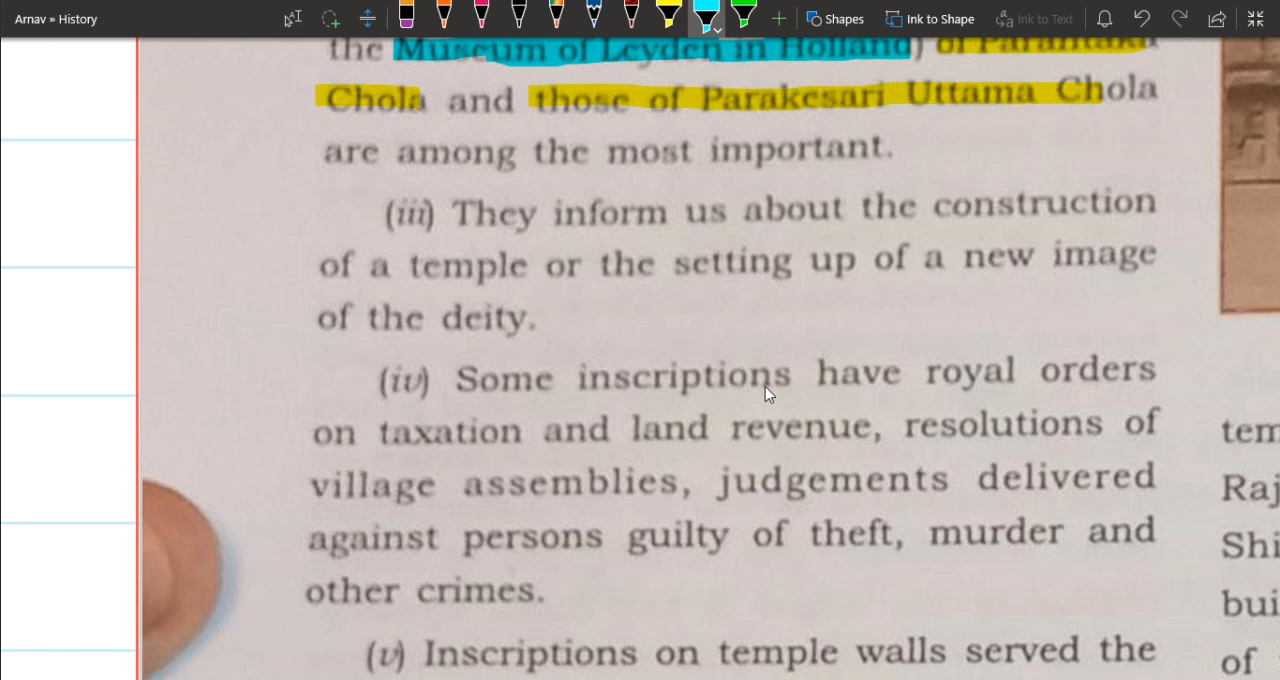 Arnav » History
Shapes
Ink to Shape
Ink to Text
the Museum of Leyden in Holland) of Parantaka
Chola and those of Parakesari Uttama Chola
are among the most important.
(iii) They inform us about the construction
of a temple or the setting up of a new image
of the deity.
(iv) Some inscriptions have royal orders
on taxation and land revenue, resolutions of
village assemblies, judgements delivered
against persons guilty of theft, murder and
other crimes.
(v) Inscriptions on temple walls served the
tem
Raj
Shi
bui
of